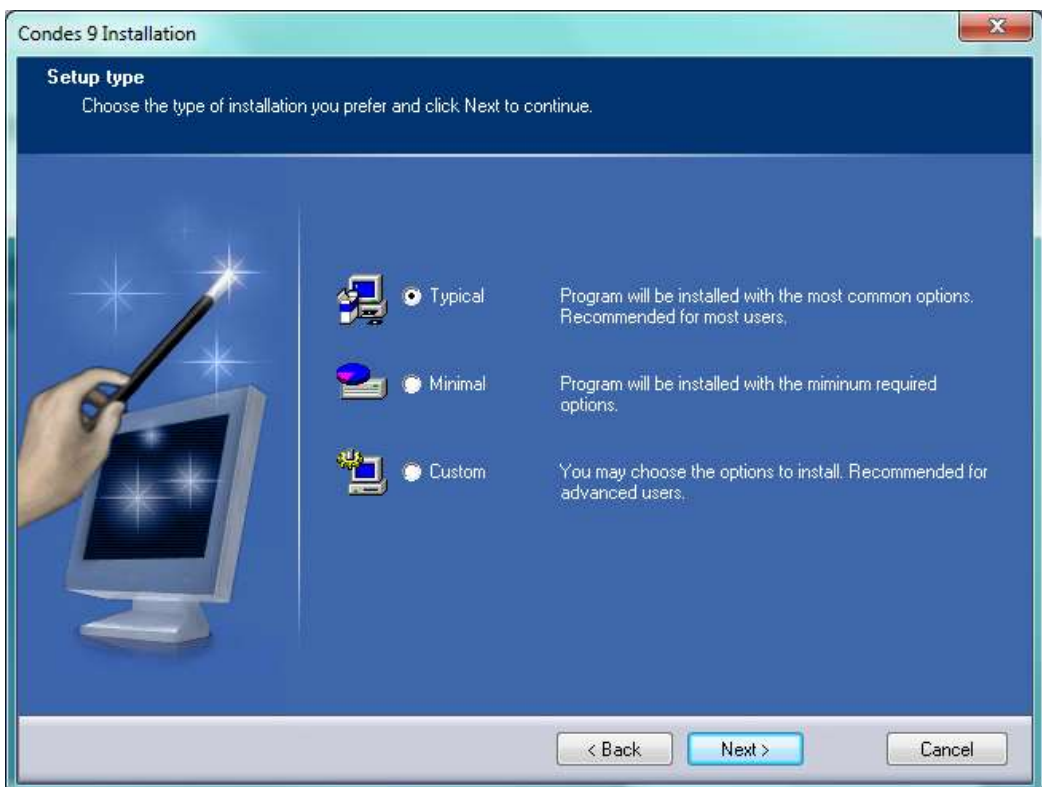 Condes 9 Installation
Setup type
Choose the type of installation you prefer and click Next to continue.
Typical
Program will be installed with the most common options.
Recommended for most users.
Minimal
Program will be installed with the miminum required
options.
Custom
You may choose the options to install. Recommended for
advanced users.
< Back
Next >
Cancel